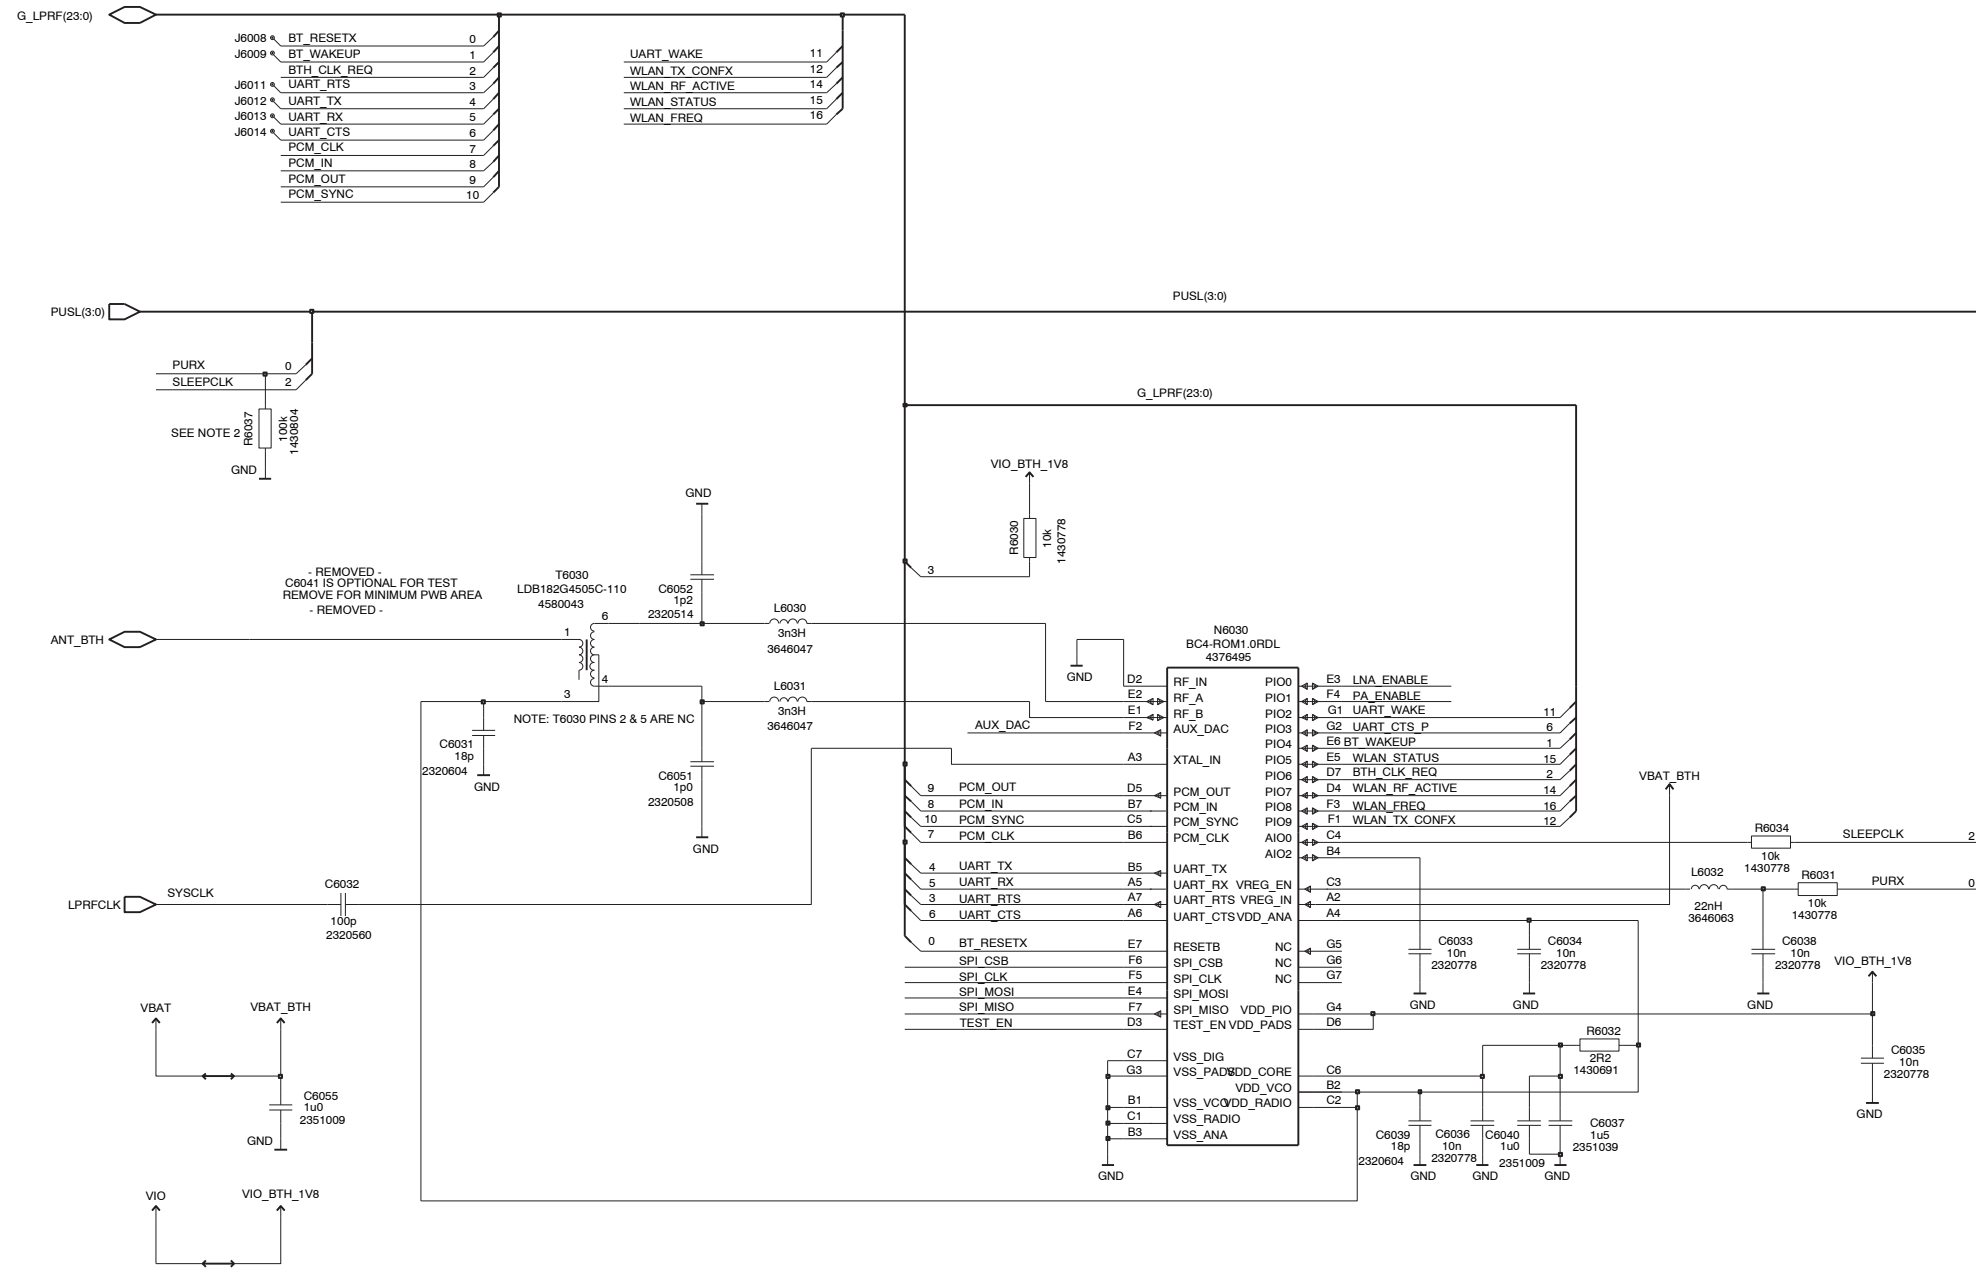 G_LPRF(23:0)
J6008 BT_RESETX 0
J6009 BT_WAKEUP 1
BTH_CLK_REQ 2
J6011 UART_RTS 3
J6012 UART_TX 4
J6013 UART_RX 5
J6014 UART_CTS 6
PCM_CLK 7
PCM_IN 8
PCM_OUT 9
PCM_SYNC 10
UART_WAKE 11
WLAN_TX_CONFX 12
WLAN_RF_ACTIVE 14
WLAN_STATUS 15
WLAN_FREQ 16
PUSL(3:0)
PUSL(3:0)
PURX 0
SLEEPCLK 2
SEE NOTE 2
R6037
100k
1430804
GND
G_LPRF(23:0)
VIO_BTH_1V8
R6030
10k
1430778
3
GND
- REMOVED -
C6041 IS OPTIONAL FOR TEST
REMOVE FOR MINIMUM PWB AREA
- REMOVED -
T6030
LDB182G4505C-110
4580043
C6052
1p2
2320514
L6030
3n3H
3646047
ANT_BTH
1
6
4
3
L6031
3n3H
3646047
NOTE: T6030 PINS 2 & 5 ARE NC
C6031
18p
2320604
GND
C6051
1p0
2320508
GND
LPRFCLK
SYSCLK
C6032
100p
2320560
N6030
BC4-ROM1.0RDL
4376495
GND
D2 RF_IN
E2 RF_A
E1 RF_B
AUX_DAC F2 AUX_DAC
A3 XTAL_IN
9 PCM_OUT D5 PCM_OUT
8 PCM_IN B7 PCM_IN
10 PCM_SYNC C5 PCM_SYNC
7 PCM_CLK B6 PCM_CLK
4 UART_TX B5 UART_TX
5 UART_RX A5 UART_RX
3 UART_RTS A7 UART_RTS
6 UART_CTS A6 UART_CTS
0 BT_RESETX E7 RESETB
SPI_CSB F6 SPI_CSB
SPI_CLK F5 SPI_CLK
SPI_MOSI E4 SPI_MOSI
SPI_MISO F7 SPI_MISO
TEST_EN D3 TEST_EN
C7 VSS_DIG
G3 VSS_PADS
B1 VSS_VCO
C1 VSS_RADIO
B3 VSS_ANA
GND
PIO0 E3 LNA_ENABLE
PIO1 F4 PA_ENABLE
PIO2 G1 UART_WAKE 11
PIO3 G2 UART_CTS_P 6
PIO4 E6 BT_WAKEUP 1
PIO5 E5 WLAN_STATUS 15
PIO6 D7 BTH_CLK_REQ 2
PIO7 D4 WLAN_RF_ACTIVE 14
PIO8 F3 WLAN_FREQ 16
PIO9 F1 WLAN_TX_CONFX 12
AIO0 C4
AIO2 B4
VREG_EN C3
VREG_IN A2
VDD_ANA A4
NC G5
NC G6
NC G7
VDD_PIO G4
VDD_PADS D6
VDD_CORE C6
VDD_VCO B2
VDD_RADIO C2
VBAT_BTH
R6034
10k
1430778
SLEEPCLK 2
L6032
22nH
3646063
R6031
10k
1430778
PURX 0
C6033
10n
2320778
GND
C6034
10n
2320778
GND
C6038
10n
2320778
GND
VIO_BTH_1V8
C6035
10n
2320778
GND
R6032
2R2
1430691
C6039
18p
2320604
GND
C6036
10n
2320778
GND
C6040
1u0
2351009
C6037
1u5
2351039
GND
VBAT
VBAT_BTH
C6055
1u0
2351009
GND
VIO
VIO_BTH_1V8